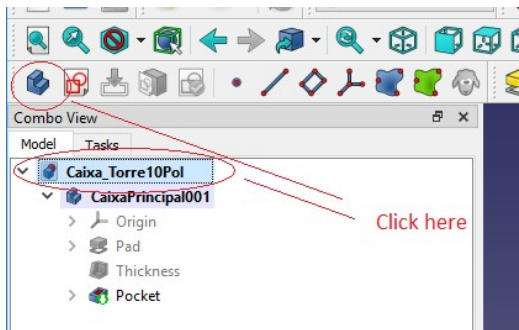 Combo View
Model Tasks
Caixa_Torre10Pol
CaixaPrincipal001
Origin
Click here
Pad
Thickness
Pocket